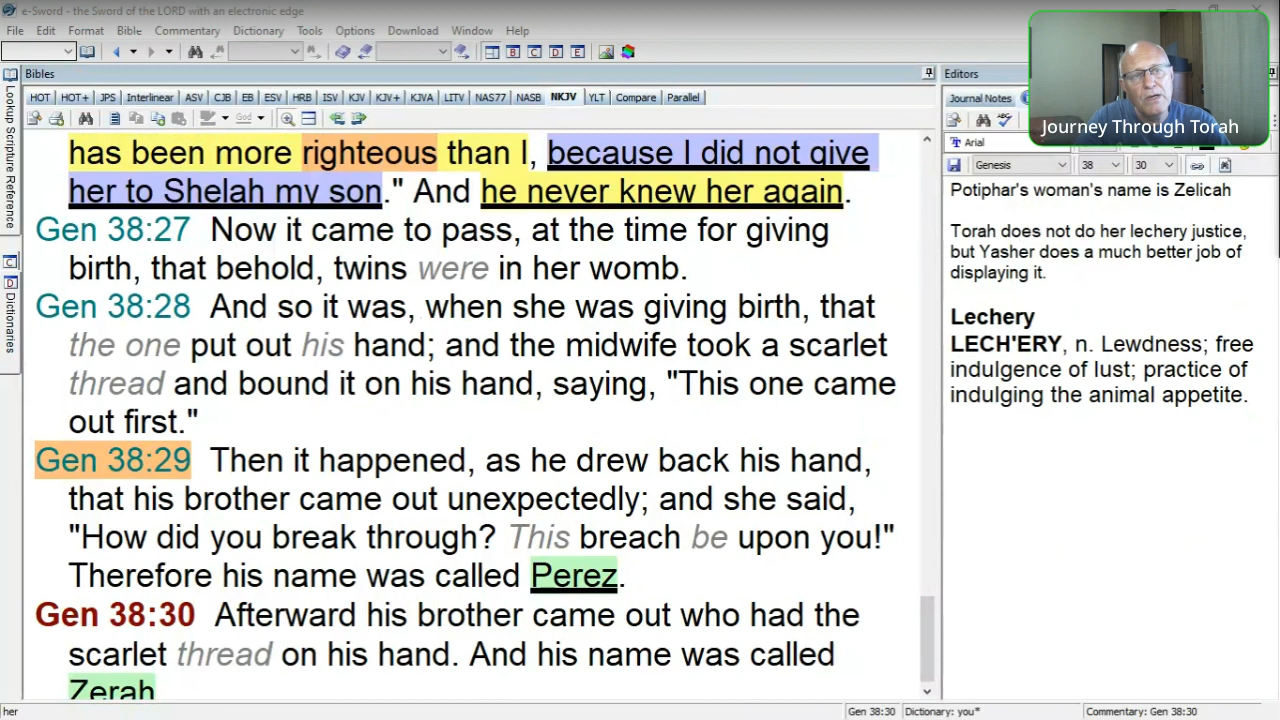 e-Sword - the Sword of the LORD with an electronic edge
File Edit Format Bible Commentary Dictionary Tools Options Download Window Help
Bibles
HOT HOT+ JPS Interlinear ASV CJB EB ESV HRB ISV KJV KJV+ KJVA LITV NAS77 NASB NKJV YLT Compare Parallel
Lookup Scripture Reference
Dictionaries
has been more righteous than I, because I did not give
her to Shelah my son." And he never knew her again.
Gen 38:27 Now it came to pass, at the time for giving
birth, that behold, twins were in her womb.
Gen 38:28 And so it was, when she was giving birth, that
the one put out his hand; and the midwife took a scarlet
thread and bound it on his hand, saying, "This one came
out first."
Gen 38:29 Then it happened, as he drew back his hand,
that his brother came out unexpectedly; and she said,
"How did you break through? This breach be upon you!"
Therefore his name was called Perez.
Gen 38:30 Afterward his brother came out who had the
scarlet thread on his hand. And his name was called
Zerah
Editors
Journal Notes
Journey Through Torah
Arial
Genesis 38 30
Potiphar's woman's name is Zelicah
Torah does not do her lechery justice,
but Yasher does a much better job of
displaying it.
Lechery
LECH'ERY, n. Lewdness; free
indulgence of lust; practice of
indulging the animal appetite.
her
Gen 38:30
Dictionary: you*
Commentary: Gen 38:30